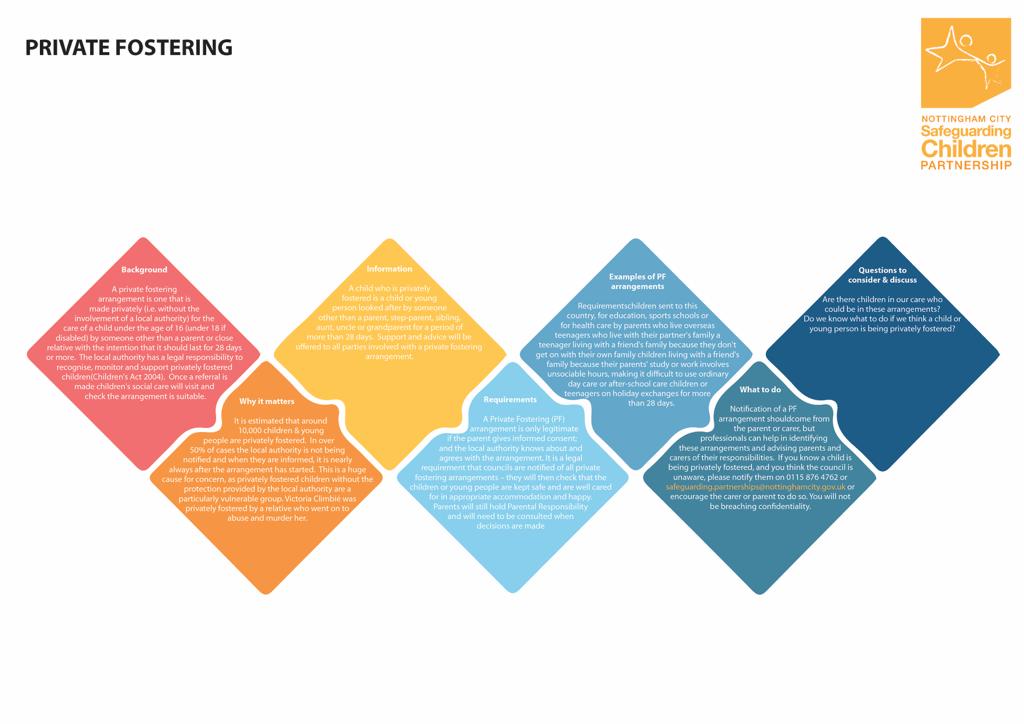 PRIVATE FOSTERING
NOTTINGHAM CITY
Safeguarding
Children
PARTNERSHIP
Background
A private fostering
arrangement is one that is
made privately (i.e. without the
involvement of a local authority) for the
care of a child under the age of 16 (under 18 if
disabled) by someone other than a parent or close
relative with the intention that it should last for 28 days
or more. The local authority has a legal responsibility to
recognise, monitor and support privately fostered
children(Children's Act 2004). Once a referral is
made children's social care will visit and
check the arrangement is suitable.
Why it matters
It is estimated that around
10,000 children & young
people are privately fostered. In over
50% of cases the local authority is not being
notified and when they are informed, it is nearly
always after the arrangement has started. This is a huge
cause for concern, as privately fostered children without the
protection provided by the local authority are a
particularly vulnerable group. Victoria Climbié was
privately fostered by a relative who went on to
abuse and murder her.
Information
A child who is privately
fostered is a child or young
person looked after by someone
other than a parent, step-parent, sibling,
aunt, uncle or grandparent for a period of
more than 28 days. Support and advice will be
offered to all parties involved with a private fostering
arrangement.
Requirements
A Private Fostering (PF)
arrangement is only legitimate
if the parent gives informed consent;
and the local authority knows about and
agrees with the arrangement. It is a legal
requirement that councils are notified of all private
fostering arrangements – they will then check that the
children or young people are kept safe and are well cared
for in appropriate accommodation and happy.
Parents will still hold Parental Responsibility
and will need to be consulted when
decisions are made
Examples of PF
arrangements
Requirementschildren sent to this
country, for education, sports schools or
for health care by parents who live overseas
teenagers who live with their partner's family a
teenager living with a friend's family because they don't
get on with their own family children living with a friend's
family because their parents' study or work involves
unsociable hours, making it difficult to use ordinary
day care or after-school care children or
teenagers on holiday exchanges for more
than 28 days.
What to do
Notification of a PF
arrangement shouldcome from
the parent or carer, but
professionals can help in identifying
these arrangements and advising parents and
carers of their responsibilities. If you know a child is
being privately fostered, and you think the council is
unaware, please notify them on 0115 876 4762 or
safeguarding.partnerships@nottinghamcity.gov.uk or
encourage the carer or parent to do so. You will not
be breaching confidentiality.
Questions to
consider & discuss
Are there children in our care who
could be in these arrangements?
Do we know what to do if we think a child or
young person is being privately fostered?